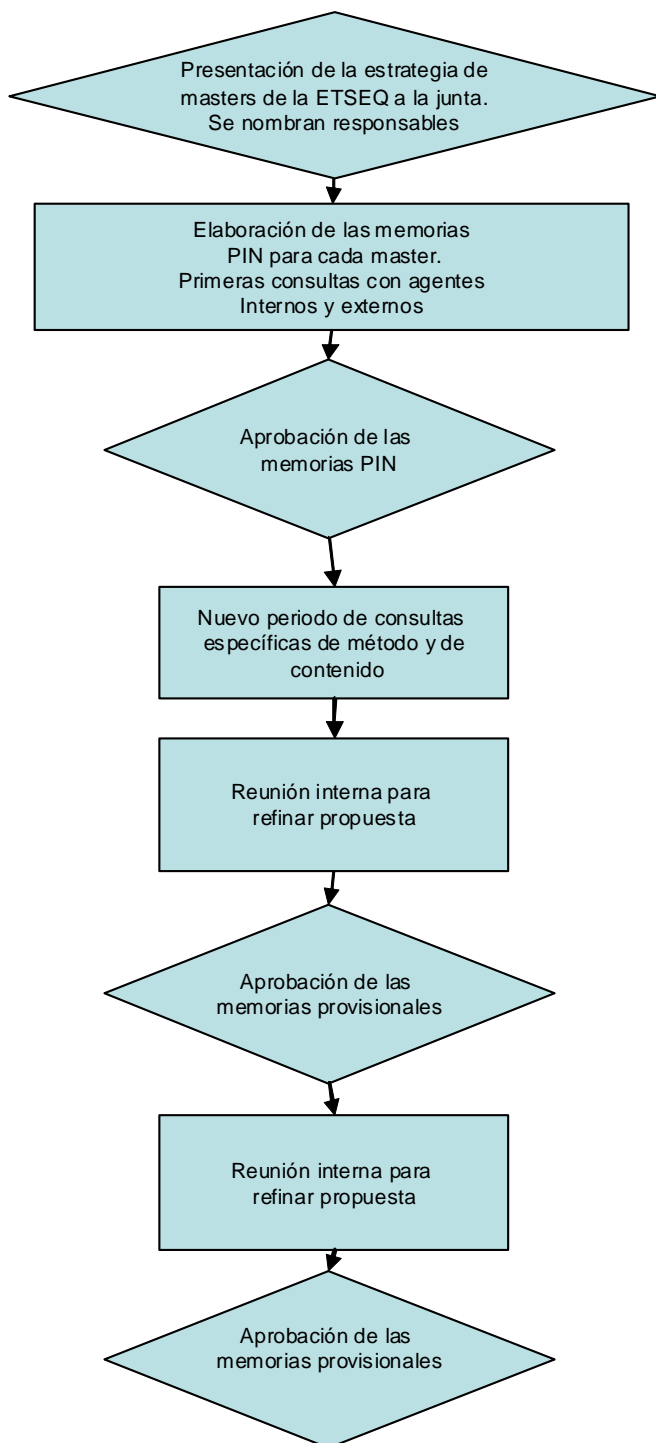 Presentación de la estrategia de
masters de la ETSEQ a la junta.
Se nombran responsables
Elaboración de las memorias
PIN para cada master.
Primeras consultas con agentes
Internos y externos
Aprobación de las
memorias PIN
Nuevo periodo de consultas
específicas de método y de
contenido
Reunión interna para
refinar propuesta
Aprobación de las
memorias provisionales
Reunión interna para
refinar propuesta
Aprobación de las
memorias provisionales